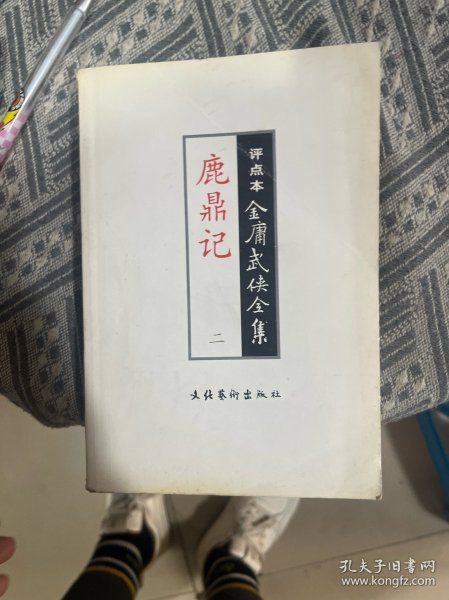 评点本
金庸武侠全集
鹿鼎记
二
文化艺术出版社
孔夫子旧书网
www.kongfz.com